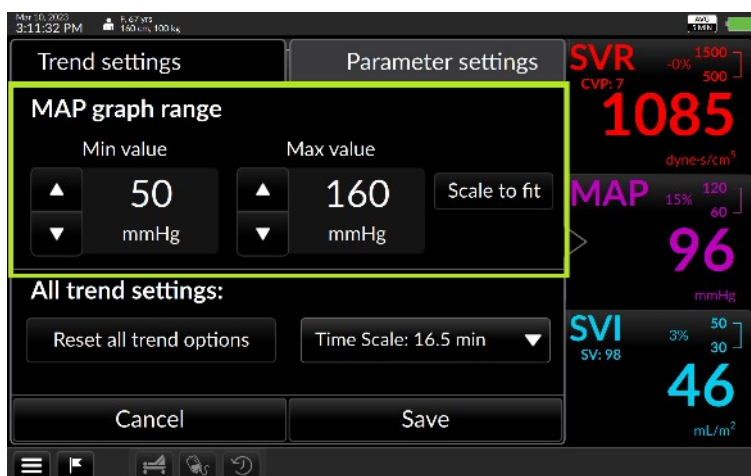 Mar 10, 2023
3:11:32 PM
F, 67 yrs
160 cm, 100 kg
AVG
5 MIN
Trend settings
Parameter settings
MAP graph range
Min value
Max value
50
mmHg
160
mmHg
Scale to fit
All trend settings:
Reset all trend options
Time Scale: 16.5 min
Cancel
Save
SVR
CVP: 7
-0%
1500
500
1085
dyne-s/cm⁵
MAP
15%
120
60
96
mmHg
SVI
SV: 98
3%
50
30
46
mL/m²